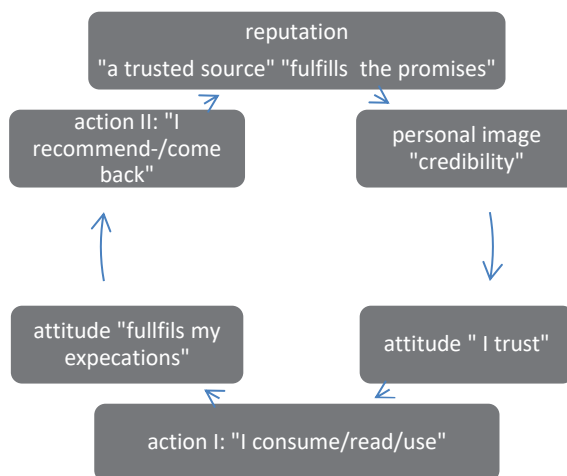 reputation
"a trusted source" "fulfills the promises"
personal image
"credibility"
attitude " I trust"
action I: "I consume/read/use"
attitude "fullfils my
expecations"
action II: "I
recommend-/come
back"